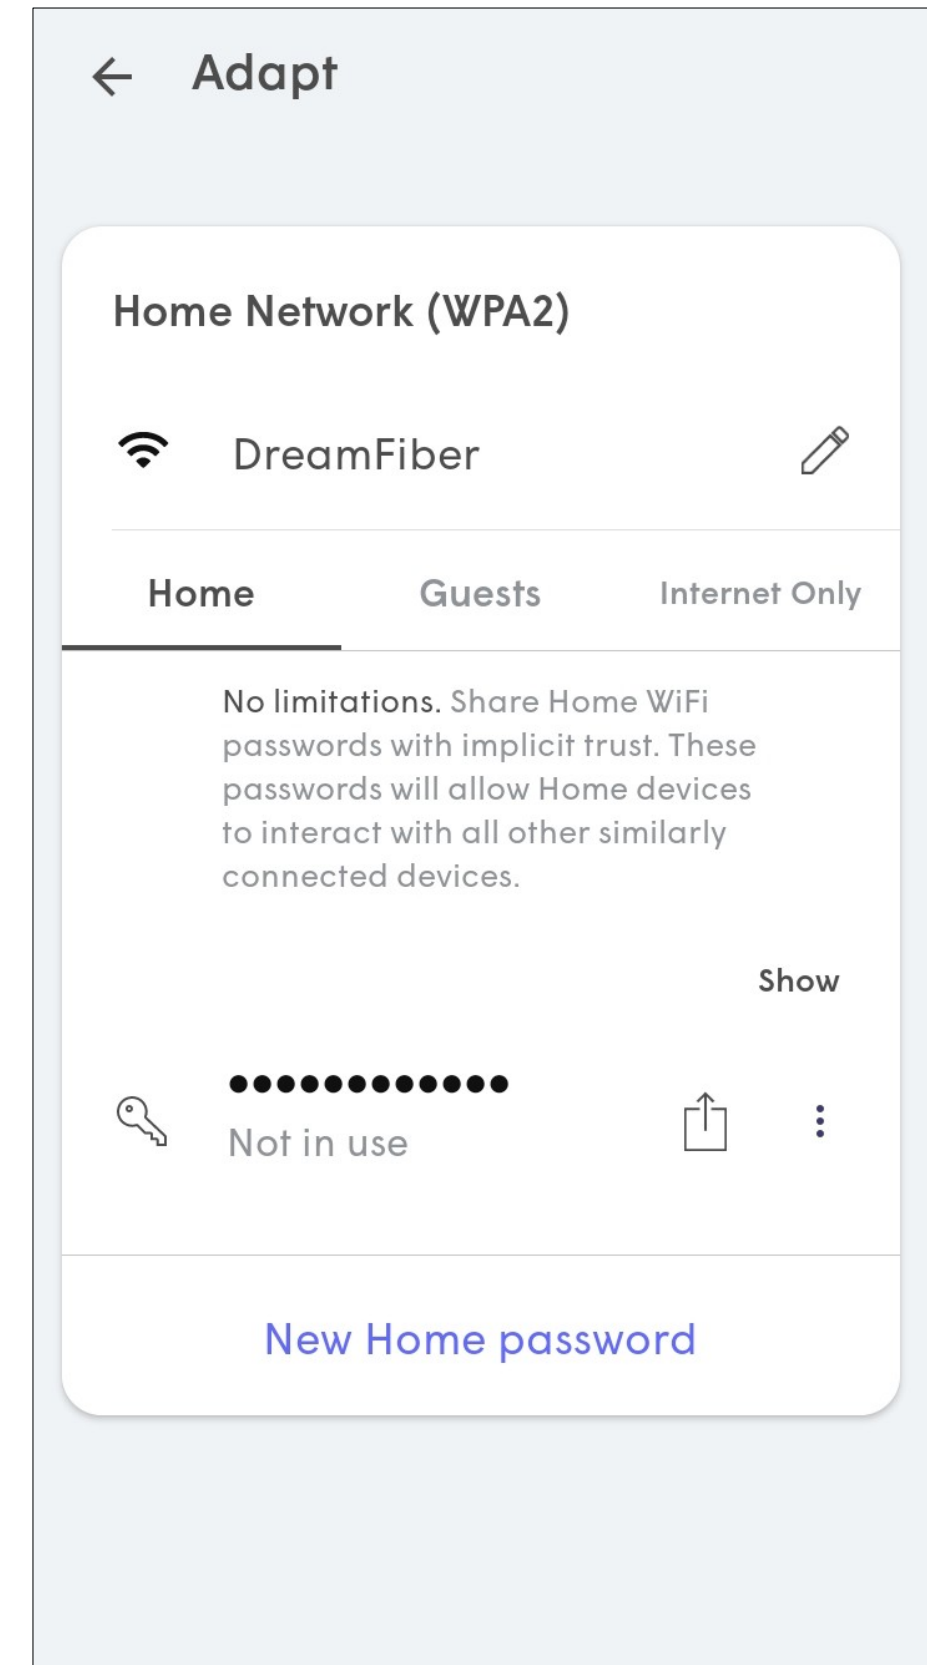 Adapt
Home Network (WPA2)
DreamFiber
Home Guests Internet Only
No limitations. Share Home WiFi
passwords with implicit trust. These
passwords will allow Home devices
to interact with all other similarly
connected devices.
Show
••••••••••••
Not in use
New Home password